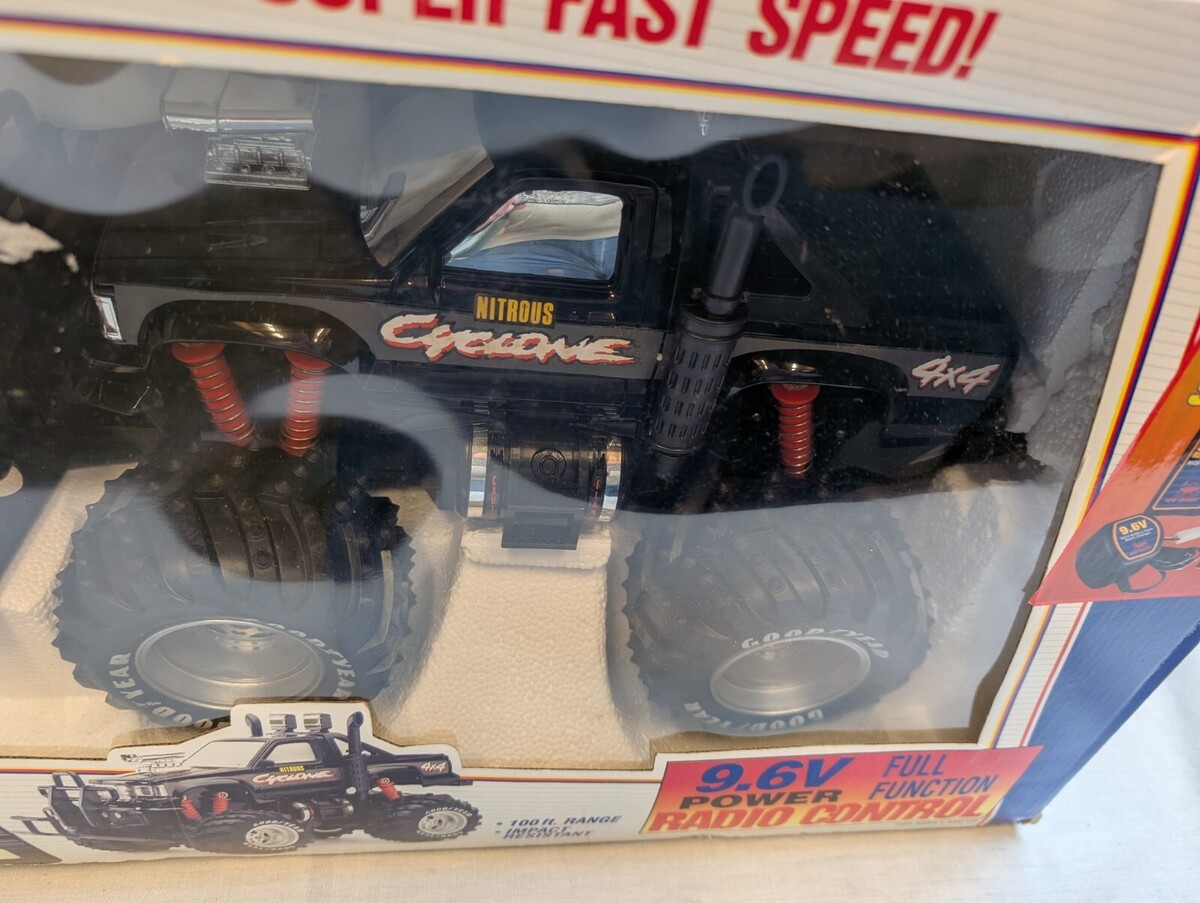 SUPER FAST SPEED!
NITROUS
CYCLONE
4x4
GOODYEAR
GOODYEAR
GOODYEAR
GOODYEAR
9.6V
NITROUS
CYCLONE
4x4
• 100 ft. RANGE
• IMPACT
RESISTANT
9.6V
POWER
FULL
FUNCTION
RADIO CONTROL